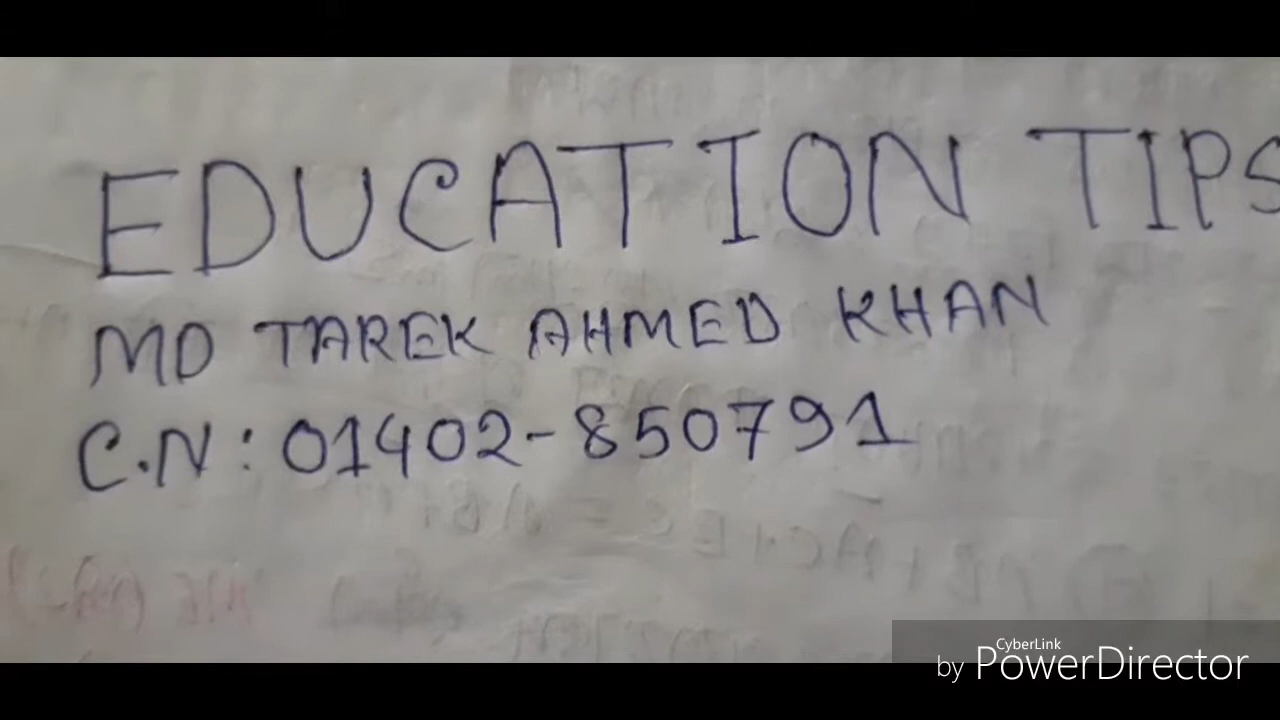 EDUCATION TIPS
MD TAREK AHMED KHAN
C.N: 01402-850791
CyberLink
by PowerDirector